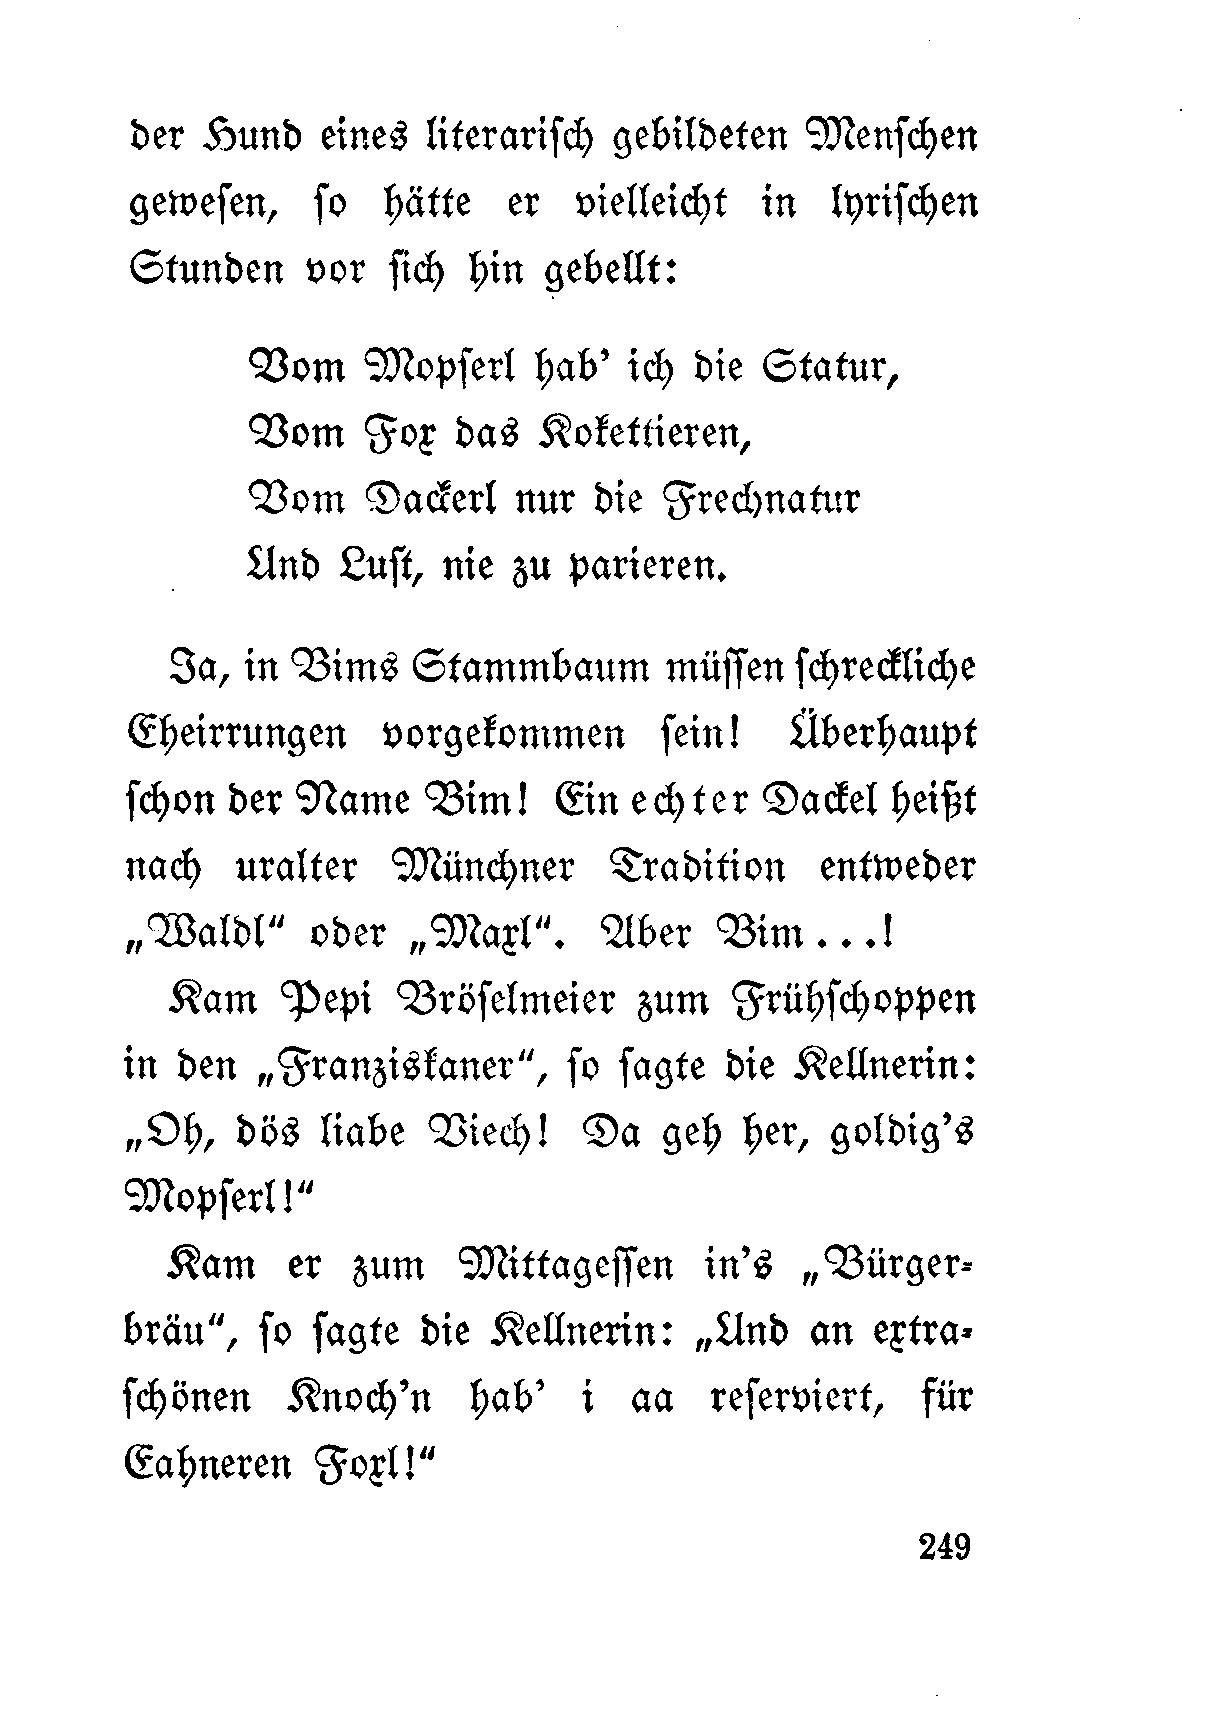 der Hund eines literariſch gebildeten Menſchen
geweſen, ſo hätte er vielleicht in lyriſchen
Stunden vor ſich hin gebellt:
Vom Mopſerl hab’ ich die Statur,
Vom Fox das Kokettieren,
Vom Dackerl nur die Frechnatur
Und Luſt, nie zu parieren.
Ja, in Bims Stammbaum müſſen ſchreckliche
Eheirrungen vorgekommen ſein! Überhaupt
ſchon der Name Bim! Ein echter Dackel heißt
nach uralter Münchner Tradition entweder
„Waldl“ oder „Maxl“. Aber Bim . . .!
Kam Pepi Bröſelmeier zum Frühſchoppen
in den „Franziskaner“, ſo ſagte die Kellnerin:
„Oh, dös liabe Viech! Da geh her, goldig’s
Mopſerl!“
Kam er zum Mittageſſen in’s „Bürger-
bräu“, ſo ſagte die Kellnerin: „Und an extra-
ſchönen Knoch’n hab’ i aa reſerviert, für
Eahneren Foxl!“
249